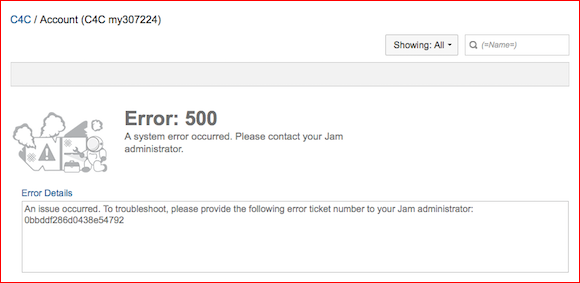 C4C / Account (C4C my307224)
Showing: All
(=Name=)
Error: 500
A system error occurred. Please contact your Jam
administrator.
Error Details
An issue occurred. To troubleshoot, please provide the following error ticket number to your Jam administrator:
0bbddf286d0438e54792